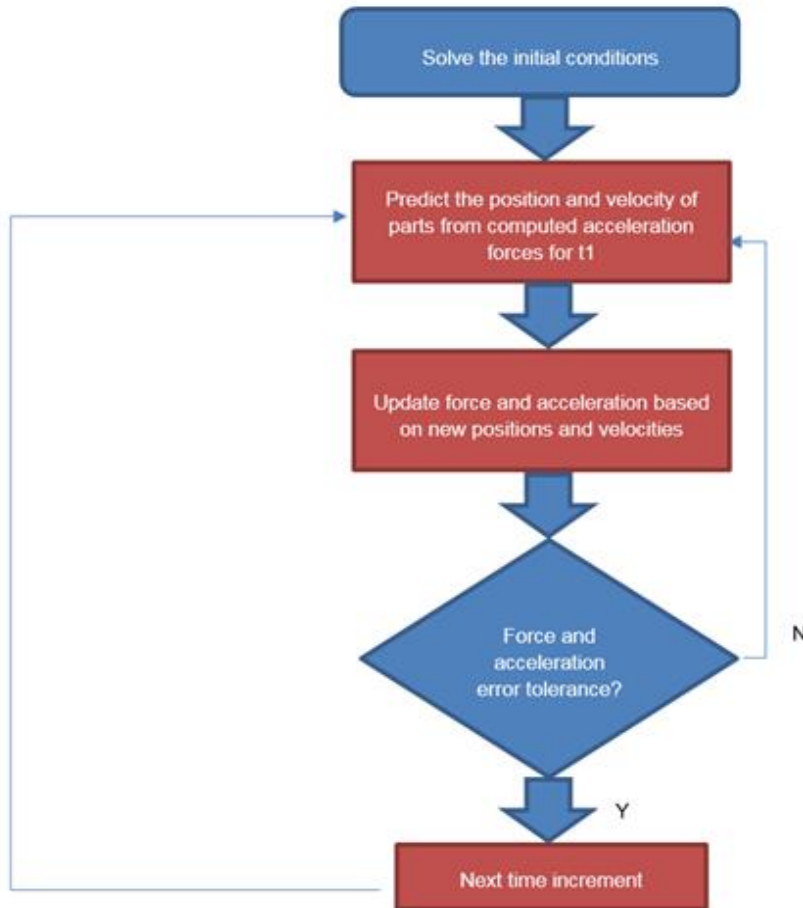 Solve the initial conditions
Predict the position and velocity of
parts from computed acceleration
forces for t1
Update force and acceleration based
on new positions and velocities
Force and
acceleration
error tolerance?
N
Y
Next time increment